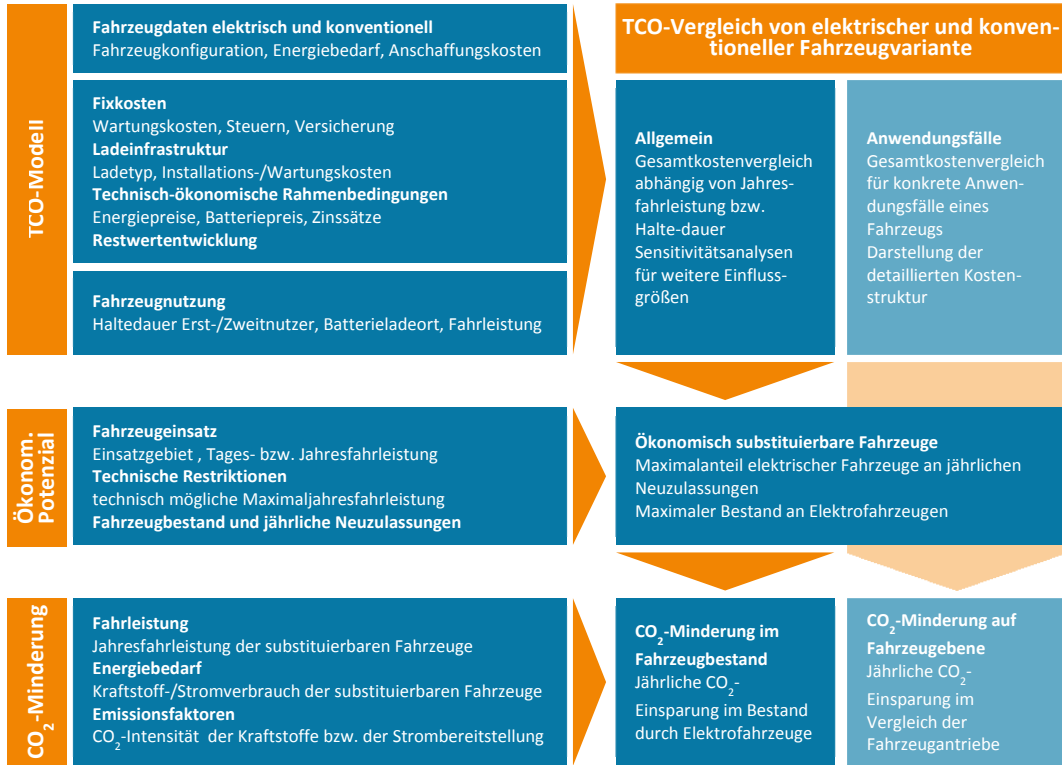 TCO-Modell
Fahrzeugdaten elektrisch und konventionell
Fahrzeugkonfiguration, Energiebedarf, Anschaffungskosten
Fixkosten
Wartungskosten, Steuern, Versicherung
Ladeinfrastruktur
Ladetyp, Installations-/Wartungskosten
Technisch-ökonomische Rahmenbedingungen
Energiepreise, Batteriepreis, Zinssätze
Restwertentwicklung
Fahrzeugnutzung
Haltedauer Erst-/Zweitnutzer, Batterieladeort, Fahrleistung
TCO-Vergleich von elektrischer und konven-
tioneller Fahrzeugvariante
Allgemein
Gesamtkostenvergleich
abhängig von Jahres-
fahrleistung bzw.
Halte-dauer
Sensitivitätsanalysen
für weitere Einfluss-
größen
Anwendungsfälle
Gesamtkostenvergleich
für konkrete Anwen-
dungsfälle eines
Fahrzeugs
Darstellung der
detaillierten Kosten-
struktur
Ökonom.
Potenzial
Fahrzeugeinsatz
Einsatzgebiet , Tages- bzw. Jahresfahrleistung
Technische Restriktionen
technisch mögliche Maximaljahresfahrleistung
Fahrzeugbestand und jährliche Neuzulassungen
Ökonomisch substituierbare Fahrzeuge
Maximalanteil elektrischer Fahrzeuge an jährlichen
Neuzulassungen
Maximaler Bestand an Elektrofahrzeugen
CO₂-Minderung
Fahrleistung
Jahresfahrleistung der substituierbaren Fahrzeuge
Energiebedarf
Kraftstoff-/Stromverbrauch der substituierbaren Fahrzeuge
Emissionsfaktoren
CO₂-Intensität der Kraftstoffe bzw. der Strombereitstellung
CO₂-Minderung im
Fahrzeugbestand
Jährliche CO₂-
Einsparung im Bestand
durch Elektrofahrzeuge
CO₂-Minderung auf
Fahrzeugebene
Jährliche CO₂-
Einsparung im
Vergleich der
Fahrzeugantriebe